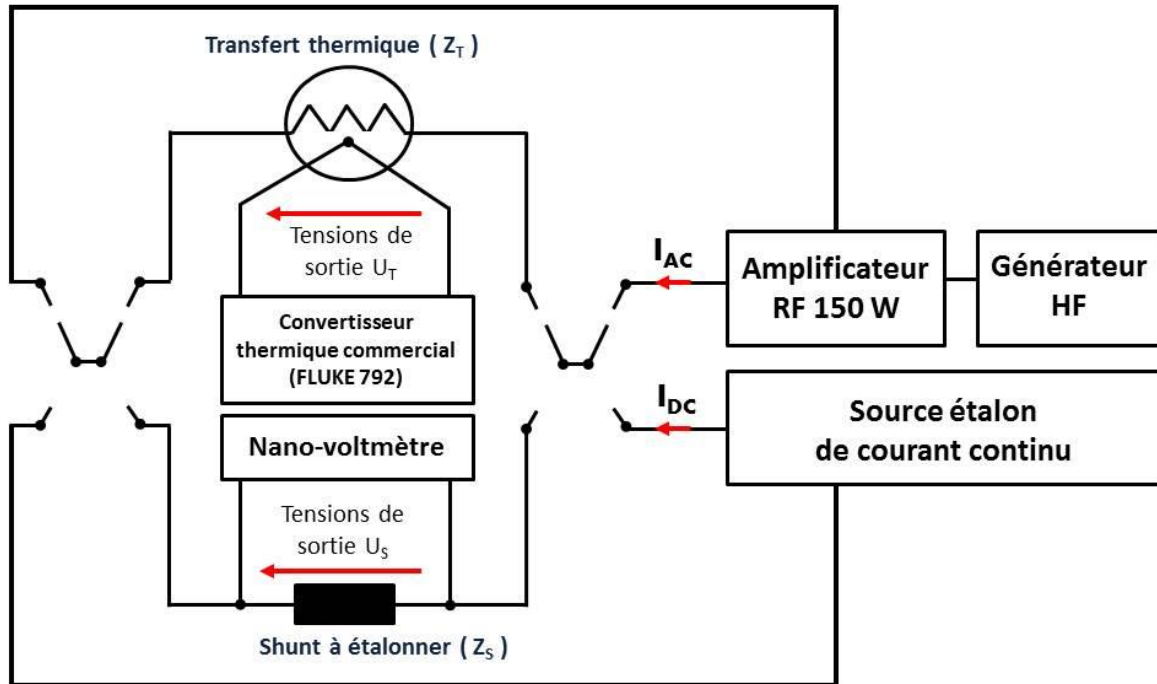 Transfert thermique ( Z_T )
Tensions de
sortie U_T
I_AC
Amplificateur
RF 150 W
Générateur
HF
Convertisseur
thermique commercial
(FLUKE 792)
I_DC
Source étalon
de courant continu
Nano-voltmètre
Tensions de
sortie U_S
Shunt à étalonner ( Z_S )